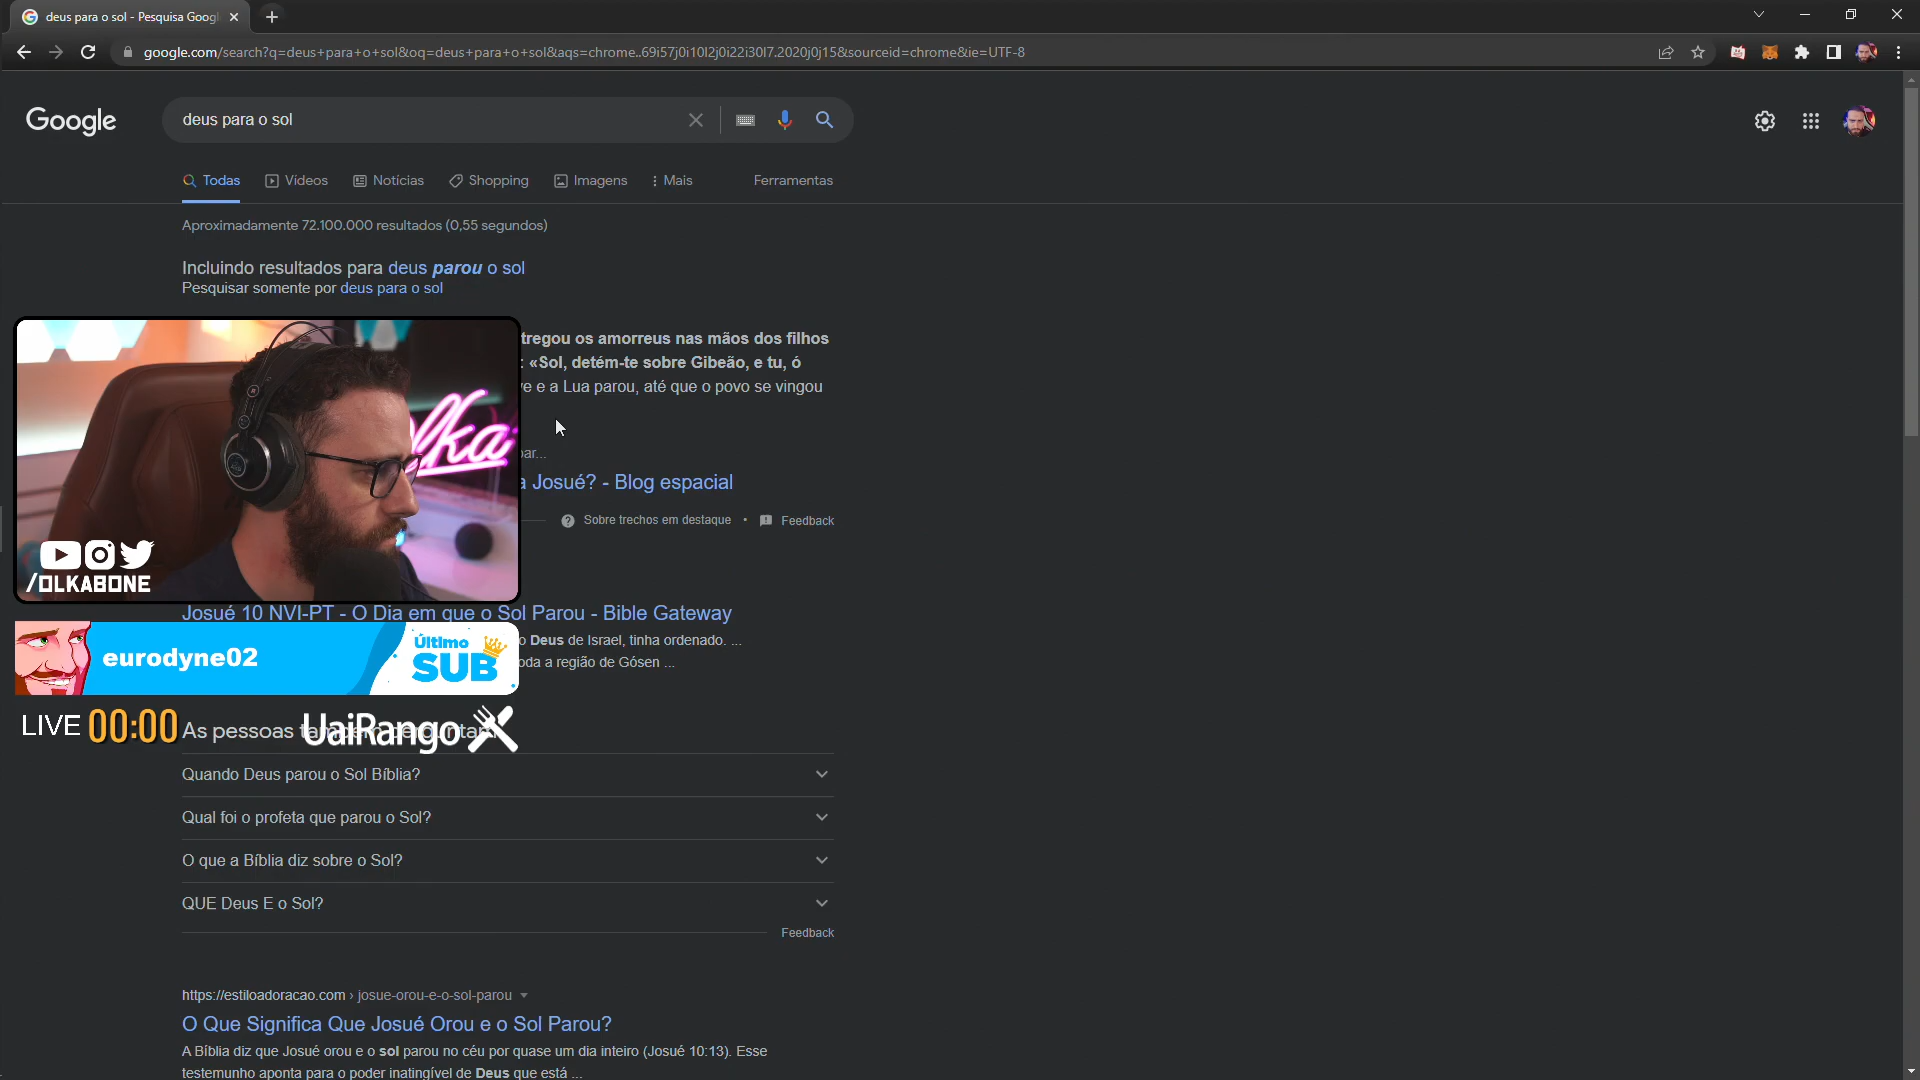 deus para o sol - Pesquisa Googl
google.com/search?q=deus+para+o+sol&oq=deus+para+o+sol&aqs=chrome..69i57j0i10l2j0i22i30l7.2020j0j15&sourceid=chrome&ie=UTF-8
Google
deus para o sol
Todas
Vídeos
Notícias
Shopping
Imagens
Mais
Ferramentas
Aproximadamente 72.100.000 resultados (0,55 segundos)
Incluindo resultados para deus parou o sol
Pesquisar somente por deus para o sol
tregou os amorreus nas mãos dos filhos
: «Sol, detém-te sobre Gibeão, e tu, ó
e a Lua parou, até que o povo se vingou
par...
a Josué? - Blog espacial
Sobre trechos em destaque • Feedback
lka
/OLKABONE
Josué 10 NVI-PT - O Dia em que o Sol Parou - Bible Gateway
o Deus de Israel, tinha ordenado. ...
oda a região de Gósen ...
eurodyne02
Último
SUB
LIVE 00:00
UaiRango
As pessoas também perguntam
Quando Deus parou o Sol Bíblia?
Qual foi o profeta que parou o Sol?
O que a Bíblia diz sobre o Sol?
QUE Deus E o Sol?
Feedback
https://estiloadoracao.com › josue-orou-e-o-sol-parou
O Que Significa Que Josué Orou e o Sol Parou?
A Bíblia diz que Josué orou e o sol parou no céu por quase um dia inteiro (Josué 10:13). Esse
testemunho aponta para o poder inatingível de Deus que está ...